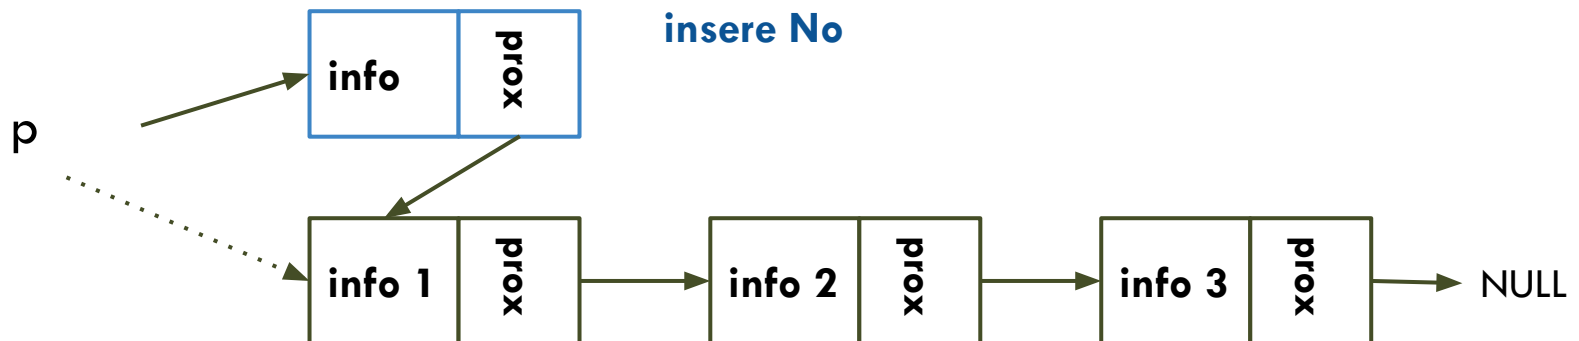 insere No
info prox
p
info 1 prox info 2 prox info 3 prox NULL